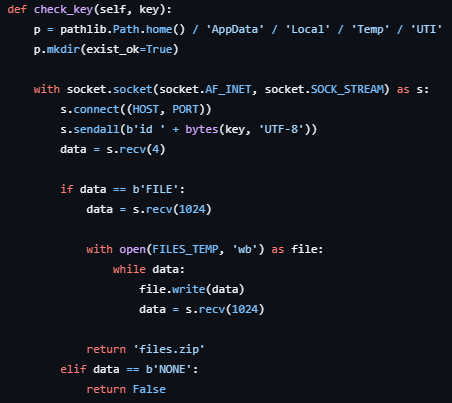 def check_key(self, key):
    p = pathlib.Path.home() / 'AppData' / 'Local' / 'Temp' / 'UTI'
    p.mkdir(exist_ok=True)

    with socket.socket(socket.AF_INET, socket.SOCK_STREAM) as s:
        s.connect((HOST, PORT))
        s.sendall(b'id ' + bytes(key, 'UTF-8'))
        data = s.recv(4)

        if data == b'FILE':
            data = s.recv(1024)

            with open(FILES_TEMP, 'wb') as file:
                while data:
                    file.write(data)
                    data = s.recv(1024)

            return 'files.zip'
        elif data == b'NONE':
            return False